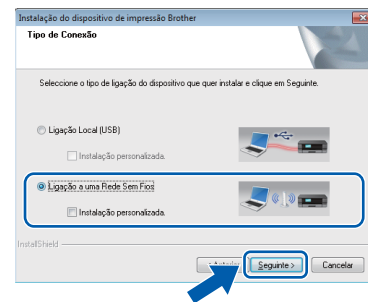 Instalação do dispositivo de impressão Brother
Tipo de Conexão
Seleccione o tipo de ligação do dispositivo que quer instalar e clique em Seguinte.
Ligação Local (USB)
Instalação personalizada.
Ligação a uma Rede Sem Fios
Instalação personalizada.
InstallShield
Seguinte > Cancelar